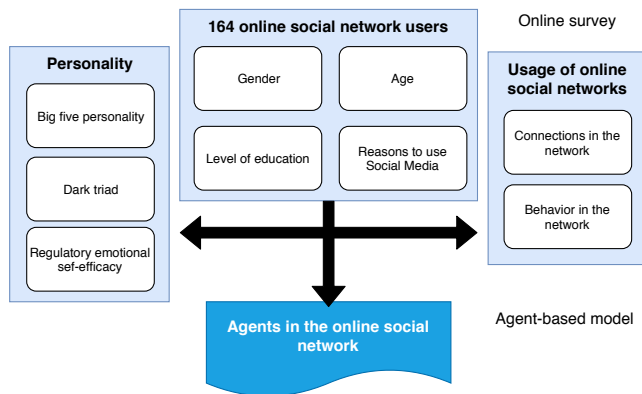 164 online social network users
Online survey
Personality
Big five personality
Dark triad
Regulatory emotional
sef-efficacy
Gender
Age
Level of education
Reasons to use
Social Media
Usage of online
social networks
Connections in the
network
Behavior in the
network
Agents in the online social
network
Agent-based model